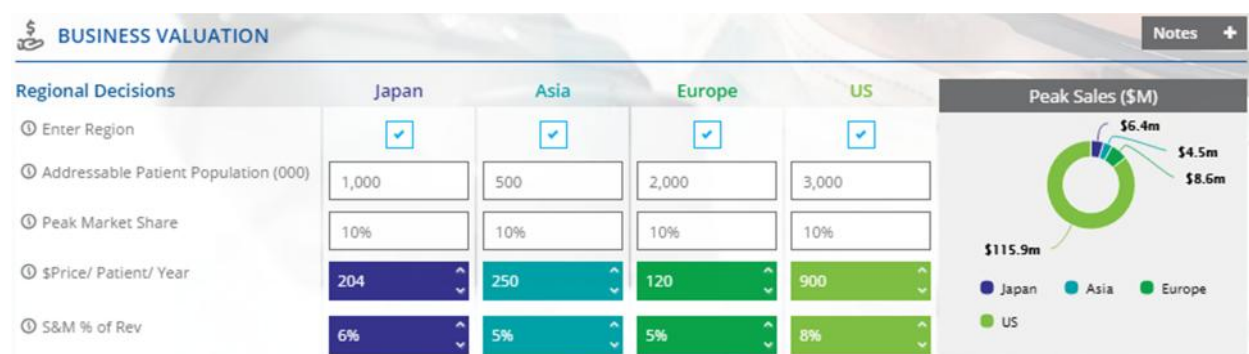 $
BUSINESS VALUATION
Notes +
Regional Decisions Japan Asia Europe US Peak Sales ($M)
Enter Region
Addressable Patient Population (000) 1,000 500 2,000 3,000
Peak Market Share 10% 10% 10% 10%
$Price/ Patient/ Year 204 250 120 900
S&M % of Rev 6% 5% 5% 8%
$6.4m
$4.5m
$8.6m
$115.9m
Japan Asia Europe
US